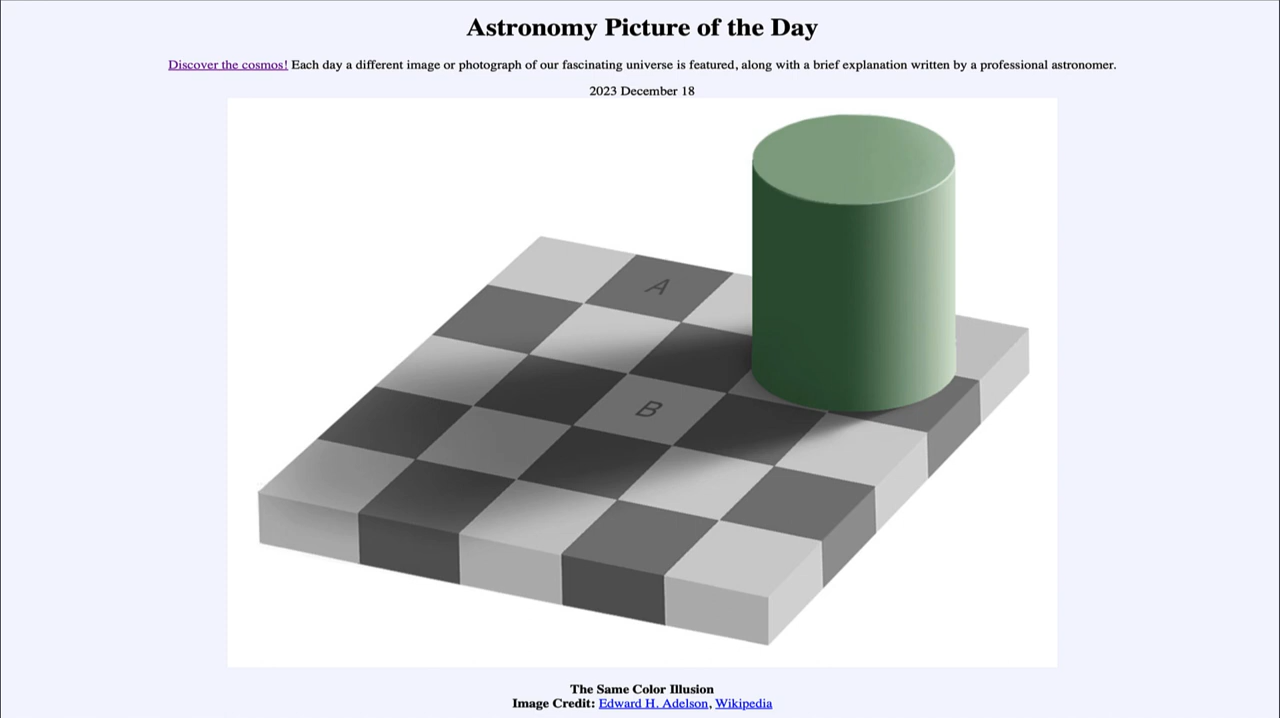 Astronomy Picture of the Day
Discover the cosmos! Each day a different image or photograph of our fascinating universe is featured, along with a brief explanation written by a professional astronomer.
2023 December 18
A
B
The Same Color Illusion
Image Credit: Edward H. Adelson, Wikipedia